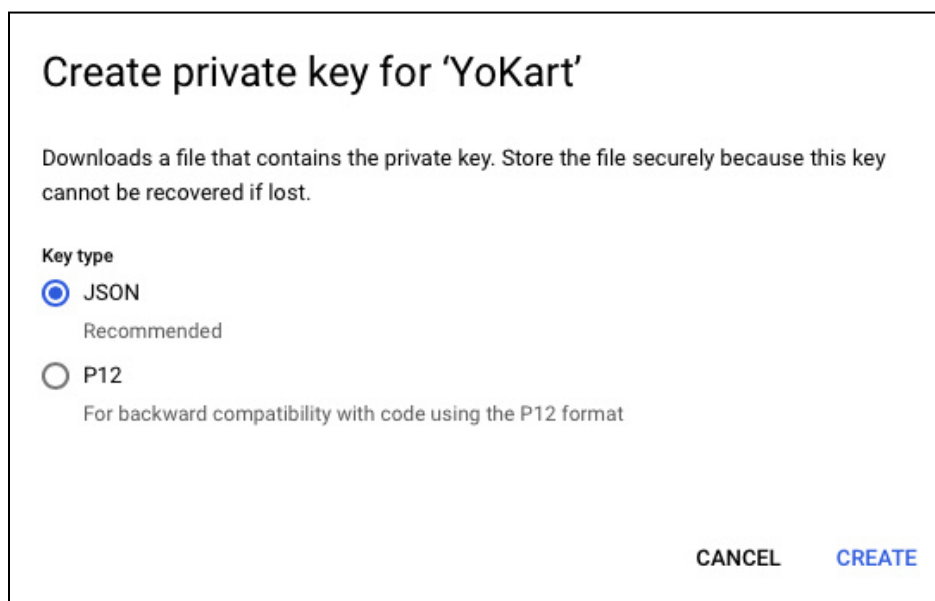 Create private key for ‘YoKart’
Downloads a file that contains the private key. Store the file securely because this key
cannot be recovered if lost.
Key type
JSON
Recommended
P12
For backward compatibility with code using the P12 format
CANCEL CREATE